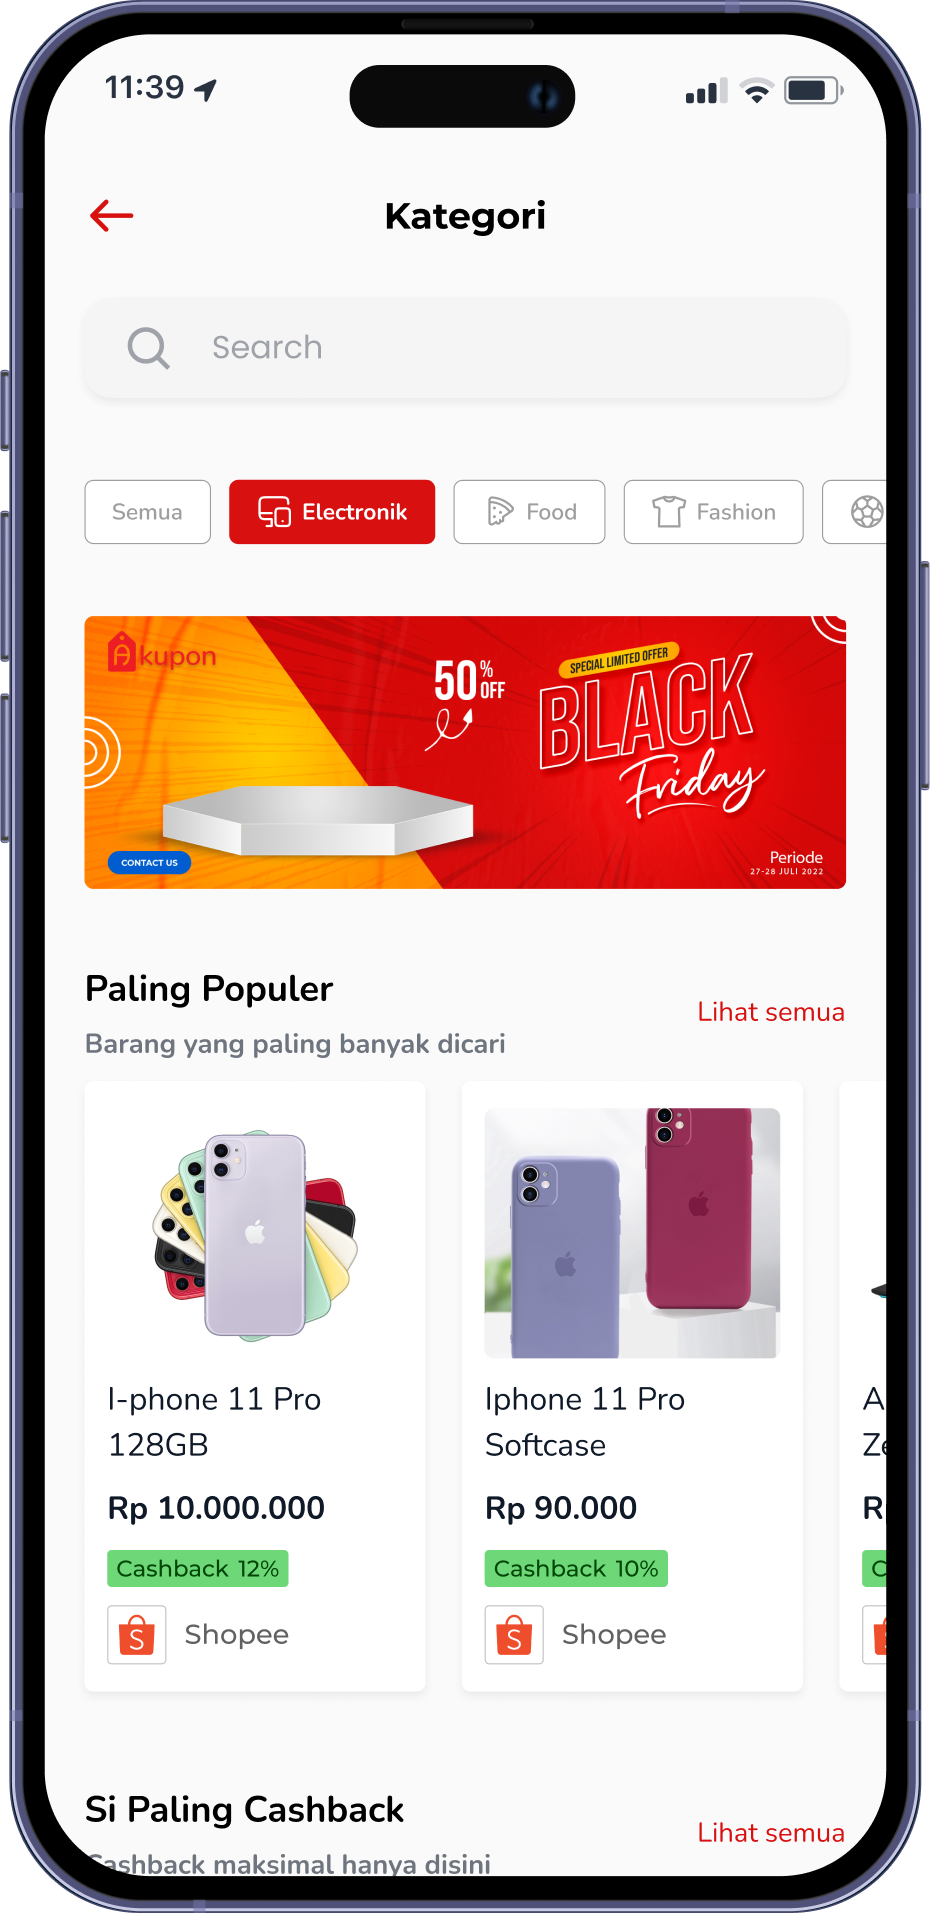 11:39
Kategori
Search
Semua
Electronik
Food
Fashion
kupon
50% OFF
SPECIAL LIMITED OFFER
BLACK
Friday
CONTACT US
Periode
27-28 JULI 2022
Paling Populer
Lihat semua
Barang yang paling banyak dicari
I-phone 11 Pro
128GB
Rp 10.000.000
Cashback 12%
Shopee
Iphone 11 Pro
Softcase
Rp 90.000
Cashback 10%
Shopee
Si Paling Cashback
Lihat semua
Cashback maksimal hanya disini